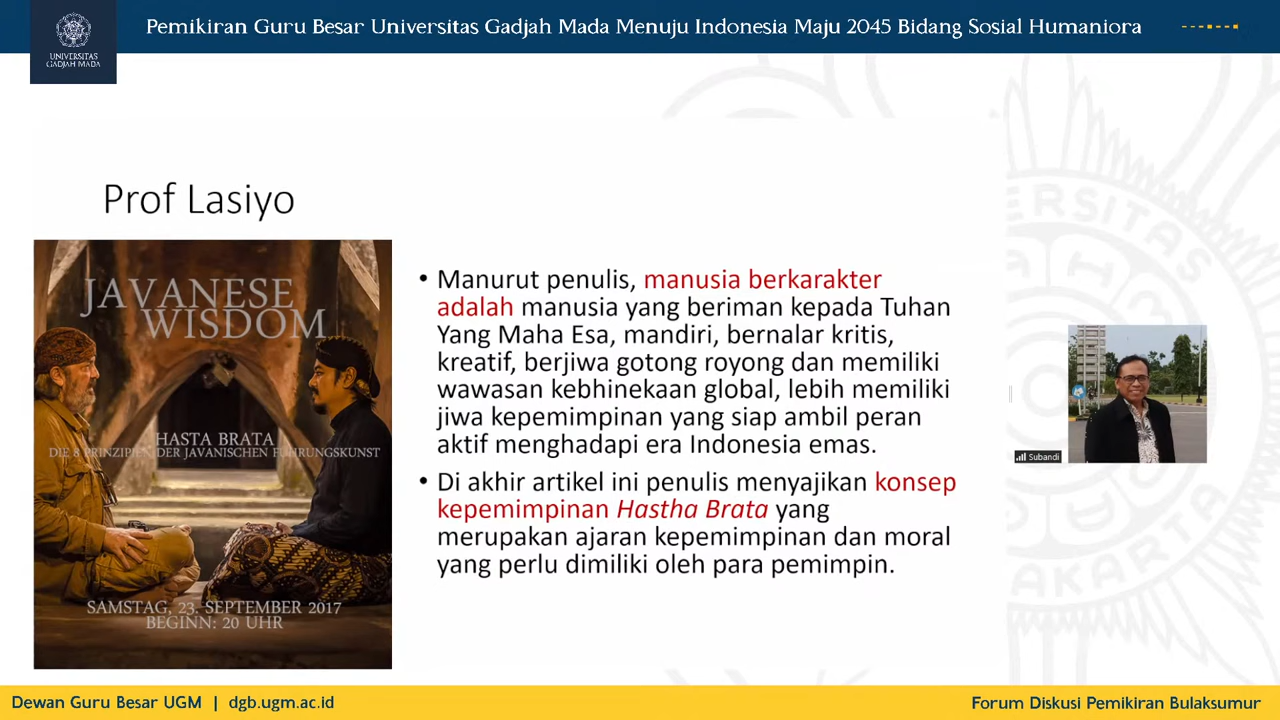 Pemikiran Guru Besar Universitas Gadjah Mada Menuju Indonesia Maju 2045 Bidang Sosial Humaniora
UNIVERSITAS
GADJAH MADA
Prof Lasiyo
JAVANESE
WISDOM
HASTA BRATA
DIE 8 PRINZIPIEN DER JAVANISCHEN FÜHRUNGSKUNST
SAMSTAG, 23. SEPTEMBER 2017
BEGINN: 20 UHR
• Manurut penulis, manusia berkarakter
adalah manusia yang beriman kepada Tuhan
Yang Maha Esa, mandiri, bernalar kritis,
kreatif, berjiwa gotong royong dan memiliki
wawasan kebhinekaan global, lebih memiliki
jiwa kepemimpinan yang siap ambil peran
aktif menghadapi era Indonesia emas.
• Di akhir artikel ini penulis menyajikan konsep
kepemimpinan Hastha Brata yang
merupakan ajaran kepemimpinan dan moral
yang perlu dimiliki oleh para pemimpin.
Subandi
Dewan Guru Besar UGM | dgb.ugm.ac.id
Forum Diskusi Pemikiran Bulaksumur